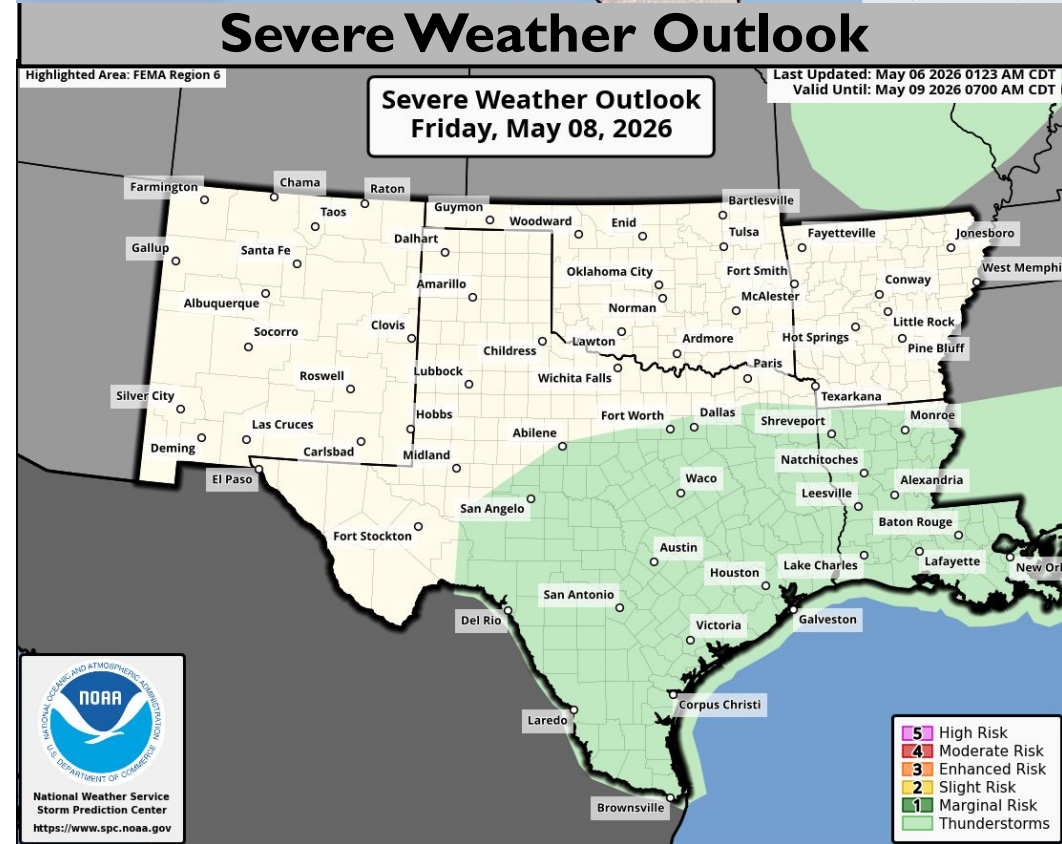 Severe Weather Outlook
Highlighted Area: FEMA Region 6
Last Updated: May 06 2026 0123 AM CDT
Valid Until: May 09 2026 0700 AM CDT
Severe Weather Outlook
Friday, May 08, 2026
Farmington
Chama
Raton
Taos
Guymon
Woodward
Enid
Bartlesville
Tulsa
Fayetteville
Jonesboro
Gallup
Santa Fe
Dalhart
Oklahoma City
Fort Smith
West Memphi
Albuquerque
Amarillo
Norman
McAlester
Conway
Socorro
Clovis
Childress
Lawton
Ardmore
Hot Springs
Little Rock
Pine Bluff
Roswell
Lubbock
Wichita Falls
Paris
Texarkana
Silver City
Las Cruces
Hobbs
Fort Worth
Dallas
Shreveport
Monroe
Deming
Carlsbad
Midland
Abilene
El Paso
Natchitoches
Waco
Alexandria
San Angelo
Leesville
Fort Stockton
Baton Rouge
Austin
Houston
Lake Charles
Lafayette
New Orl
San Antonio
Del Rio
Victoria
Galveston
Laredo
Corpus Christi
Brownsville
NATIONAL OCEANIC AND ATMOSPHERIC ADMINISTRATION
NOAA
U.S. DEPARTMENT OF COMMERCE
National Weather Service
Storm Prediction Center
https://www.spc.noaa.gov
5 High Risk
4 Moderate Risk
3 Enhanced Risk
2 Slight Risk
1 Marginal Risk
Thunderstorms